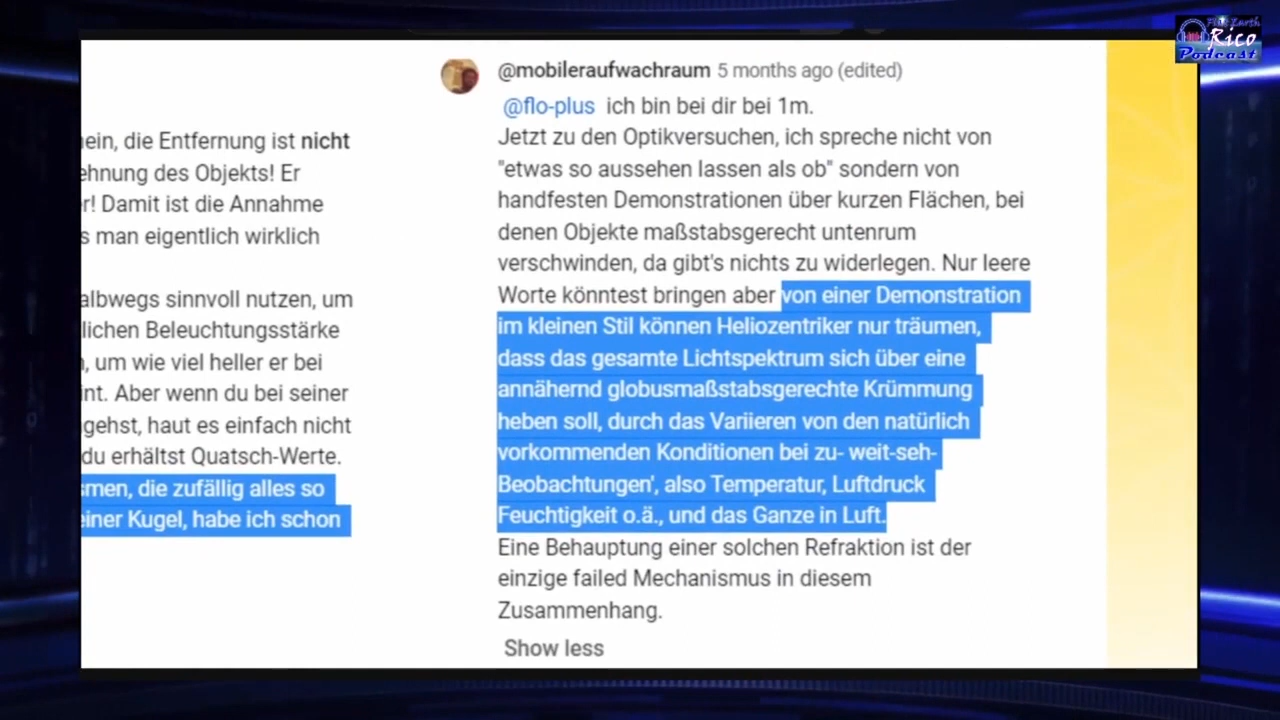 Flat Earth
Rico
Podcast
ein, die Entfernung ist nicht
ehnung des Objekts! Er
r! Damit ist die Annahme
s man eigentlich wirklich
albwegs sinnvoll nutzen, um
lichen Beleuchtungsstärke
, um wie viel heller er bei
int. Aber wenn du bei seiner
gehst, haut es einfach nicht
du erhältst Quatsch-Werte.
smen, die zufällig alles so
einer Kugel, habe ich schon
@mobileraufwachraum 5 months ago (edited)
@flo-plus ich bin bei dir bei 1m.
Jetzt zu den Optikversuchen, ich spreche nicht von
"etwas so aussehen lassen als ob" sondern von
handfesten Demonstrationen über kurzen Flächen, bei
denen Objekte maßstabsgerecht untenrum
verschwinden, da gibt's nichts zu widerlegen. Nur leere
Worte könntest bringen aber von einer Demonstration
im kleinen Stil können Heliozentriker nur träumen,
dass das gesamte Lichtspektrum sich über eine
annähernd globusmaßstabsgerechte Krümmung
heben soll, durch das Variieren von den natürlich
vorkommenden Konditionen bei zu- weit-seh-
Beobachtungen', also Temperatur, Luftdruck
Feuchtigkeit o.ä., und das Ganze in Luft.
Eine Behauptung einer solchen Refraktion ist der
einzige failed Mechanismus in diesem
Zusammenhang.
Show less